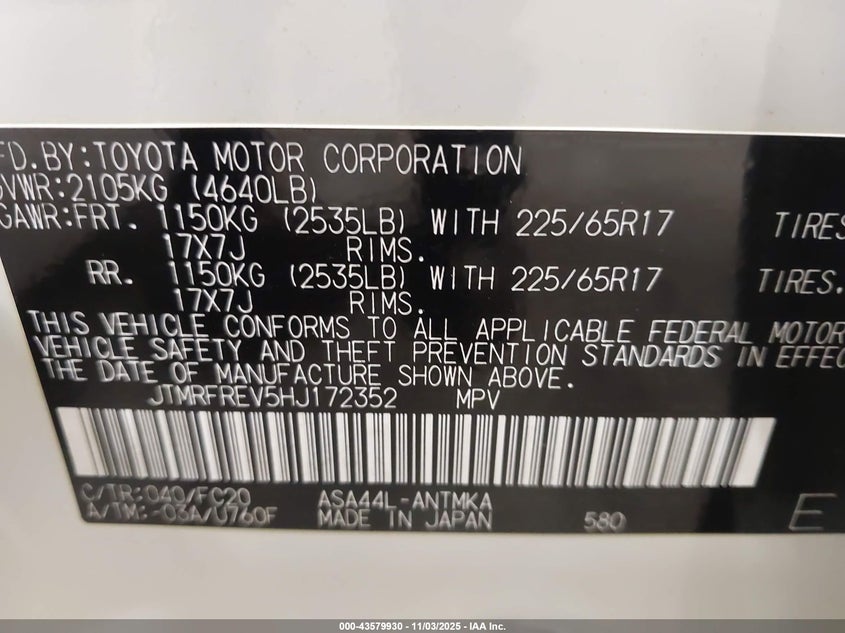 FD. BY: TOYOTA MOTOR CORPORATION
GVWR: 2105KG (4640LB)
GAWR: FRT. 1150KG (2535LB) WITH 225/65R17 TIRES
17X7J RIMS.
RR. 1150KG (2535LB) WITH 225/65R17 TIRES.
17X7J RIMS.
THIS VEHICLE CONFORMS TO ALL APPLICABLE FEDERAL MOTOR
VEHICLE SAFETY AND THEFT PREVENTION STANDARDS IN EFFEC
THE DATE OF MANUFACTURE SHOWN ABOVE.
JTMRFREV5HJ172352 MPV
C/TR: 040/FC20 ASA44L-ANTMKA
A/TM: -03A/U760F MADE IN JAPAN 580 E
000-43579930 - 11/03/2025 - IAA Inc.